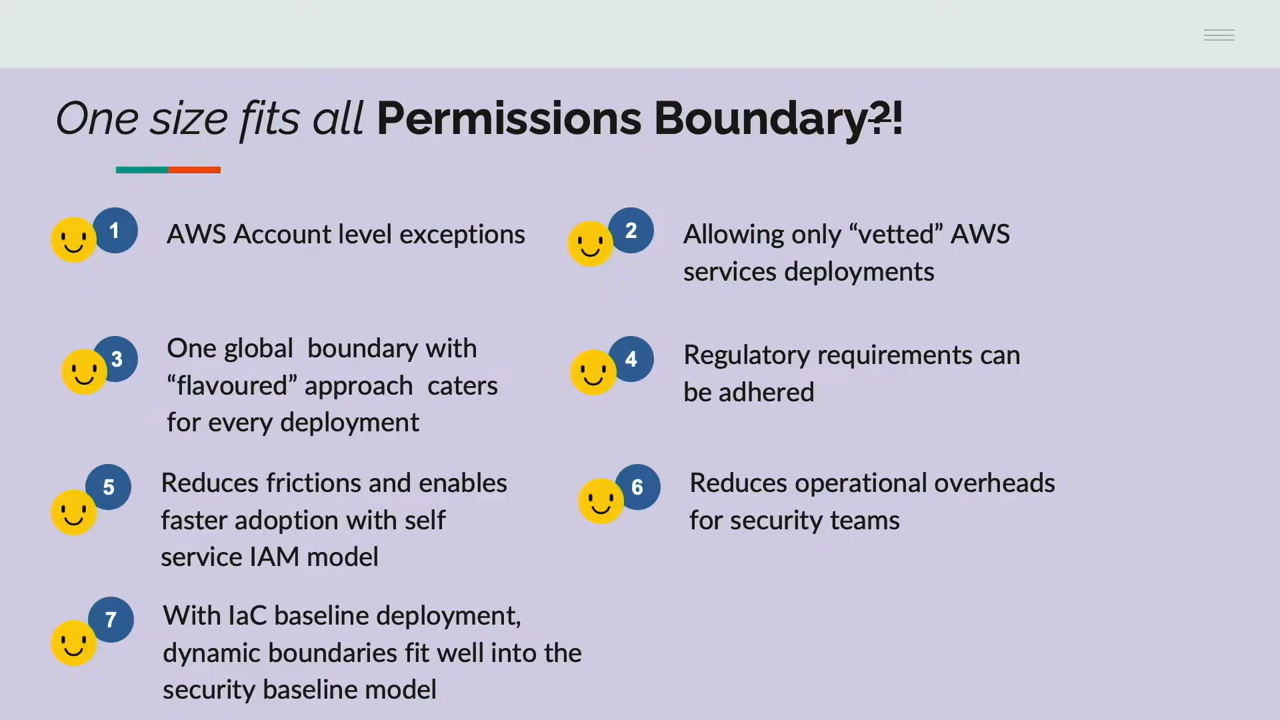 One size fits all Permissions Boundary?!
1
AWS Account level exceptions
2
Allowing only “vetted” AWS
services deployments
3
One global  boundary with
“flavoured” approach  caters
for every deployment
4
Regulatory requirements can
be adhered
5
Reduces frictions and enables
faster adoption with self
service IAM model
6
Reduces operational overheads
for security teams
7
With IaC baseline deployment,
dynamic boundaries fit well into the
security baseline model